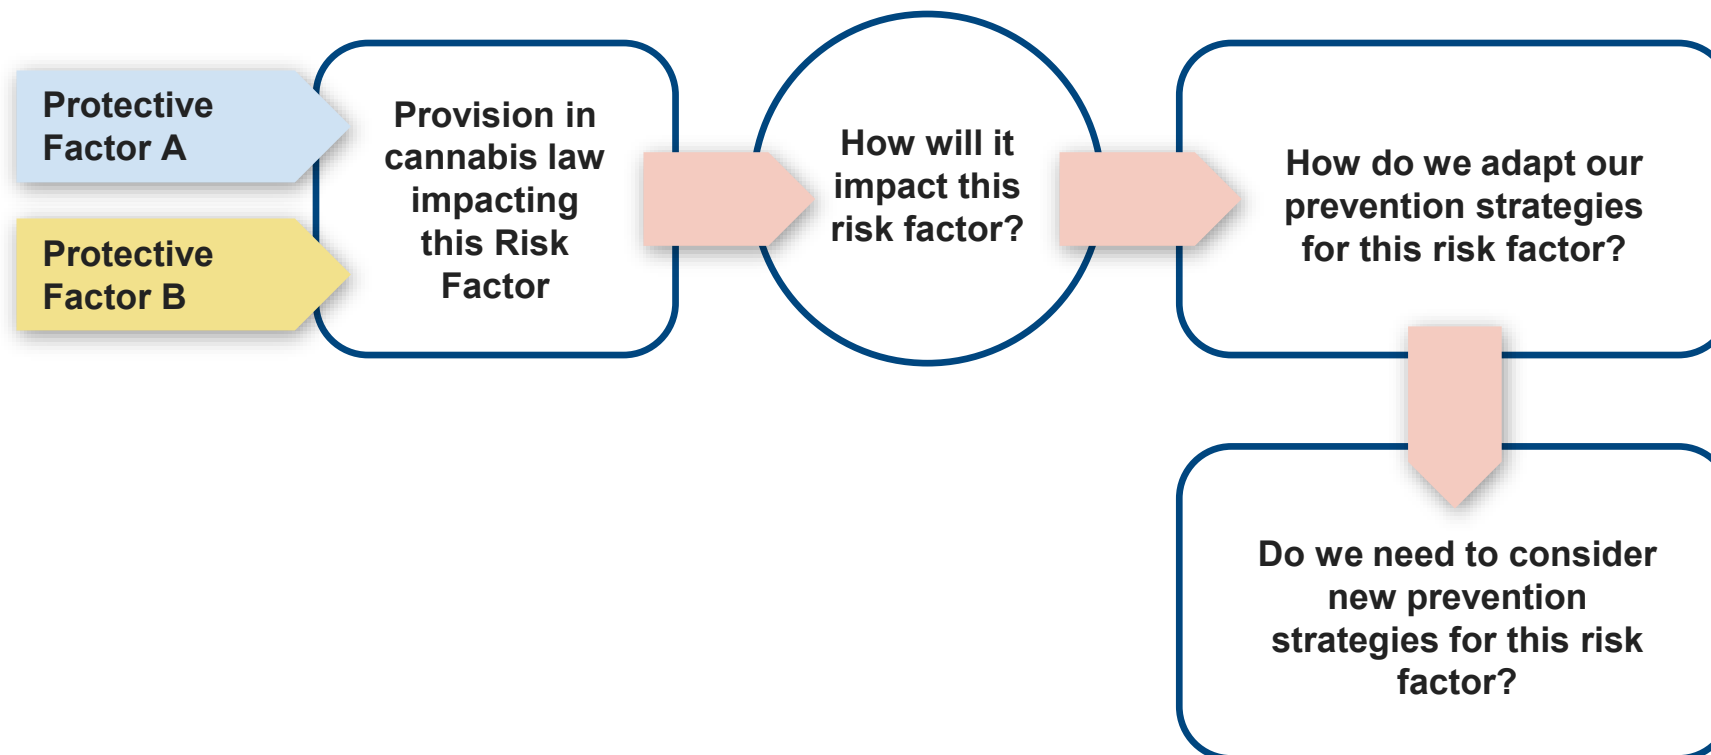 Protective
Factor A
Protective
Factor B
Provision in
cannabis law
impacting
this Risk
Factor
How will it
impact this
risk factor?
How do we adapt our
prevention strategies
for this risk factor?
Do we need to consider
new prevention
strategies for this risk
factor?